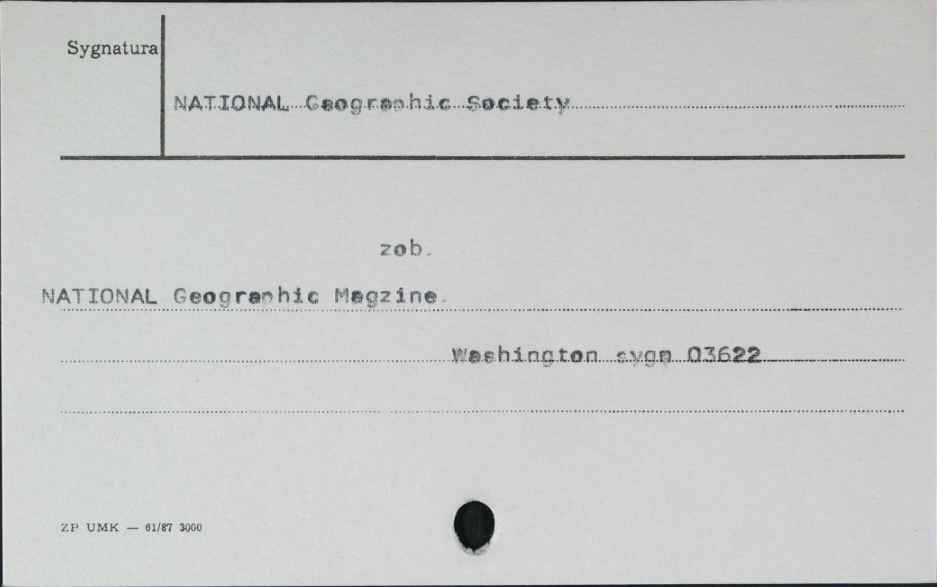 Sygnatura
NATIONAL Geographic Society
zob.
NATIONAL Geographic Magzine.
Washington sygn 03622
ZP UMK — 61/87 3000